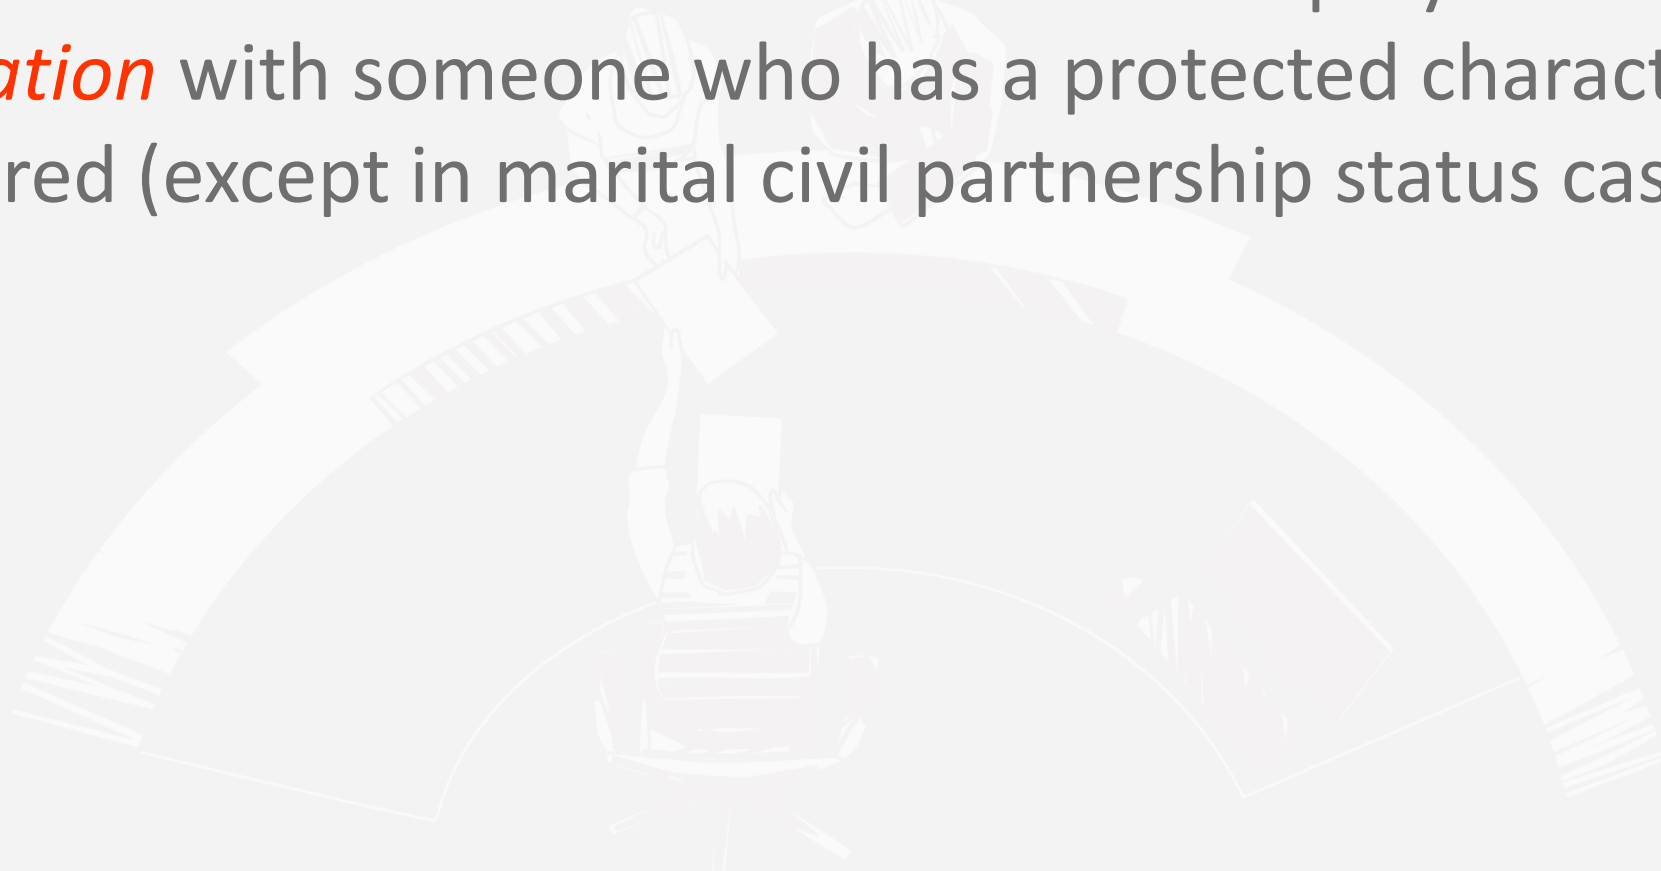 ation with someone who has a protected charact
red (except in marital civil partnership status cas